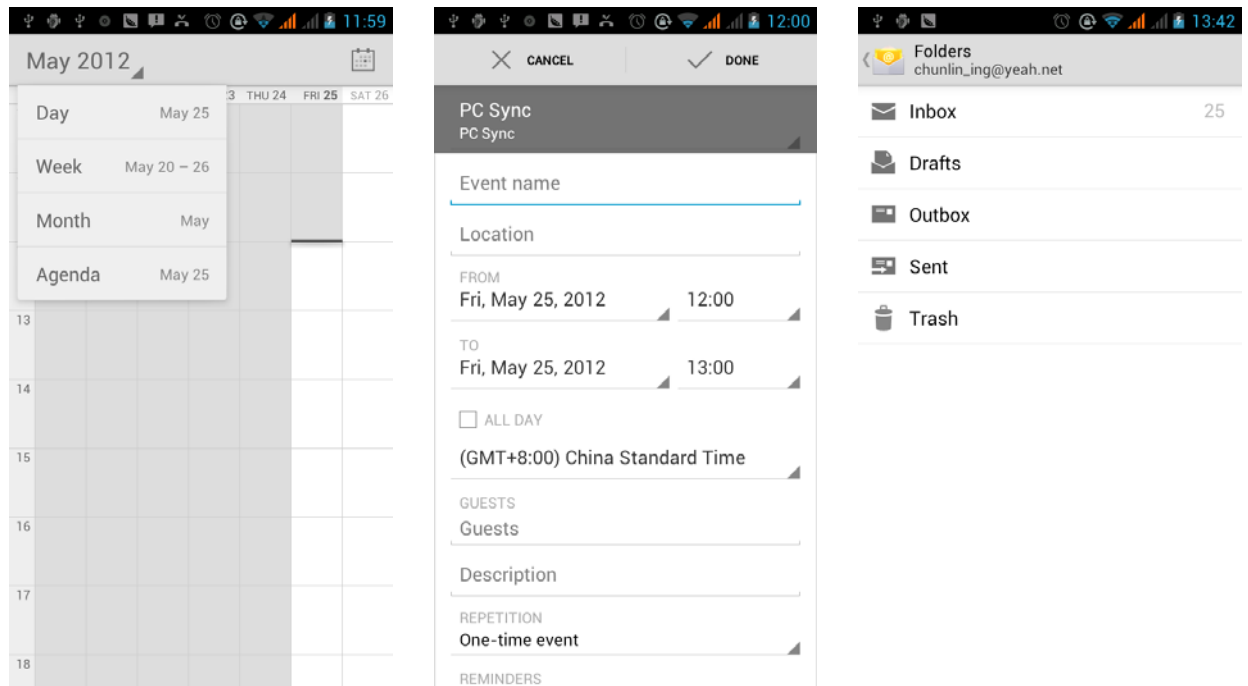 11:59
May 2012
3 THU 24 FRI 25 SAT 26
Day May 25
Week May 20 – 26
Month May
Agenda May 25
13
14
15
16
17
18
12:00
CANCEL DONE
PC Sync
PC Sync
Event name
Location
FROM
Fri, May 25, 2012 12:00
TO
Fri, May 25, 2012 13:00
ALL DAY
(GMT+8:00) China Standard Time
GUESTS
Guests
Description
REPETITION
One-time event
REMINDERS
13:42
Folders
chunlin_ing@yeah.net
Inbox 25
Drafts
Outbox
Sent
Trash